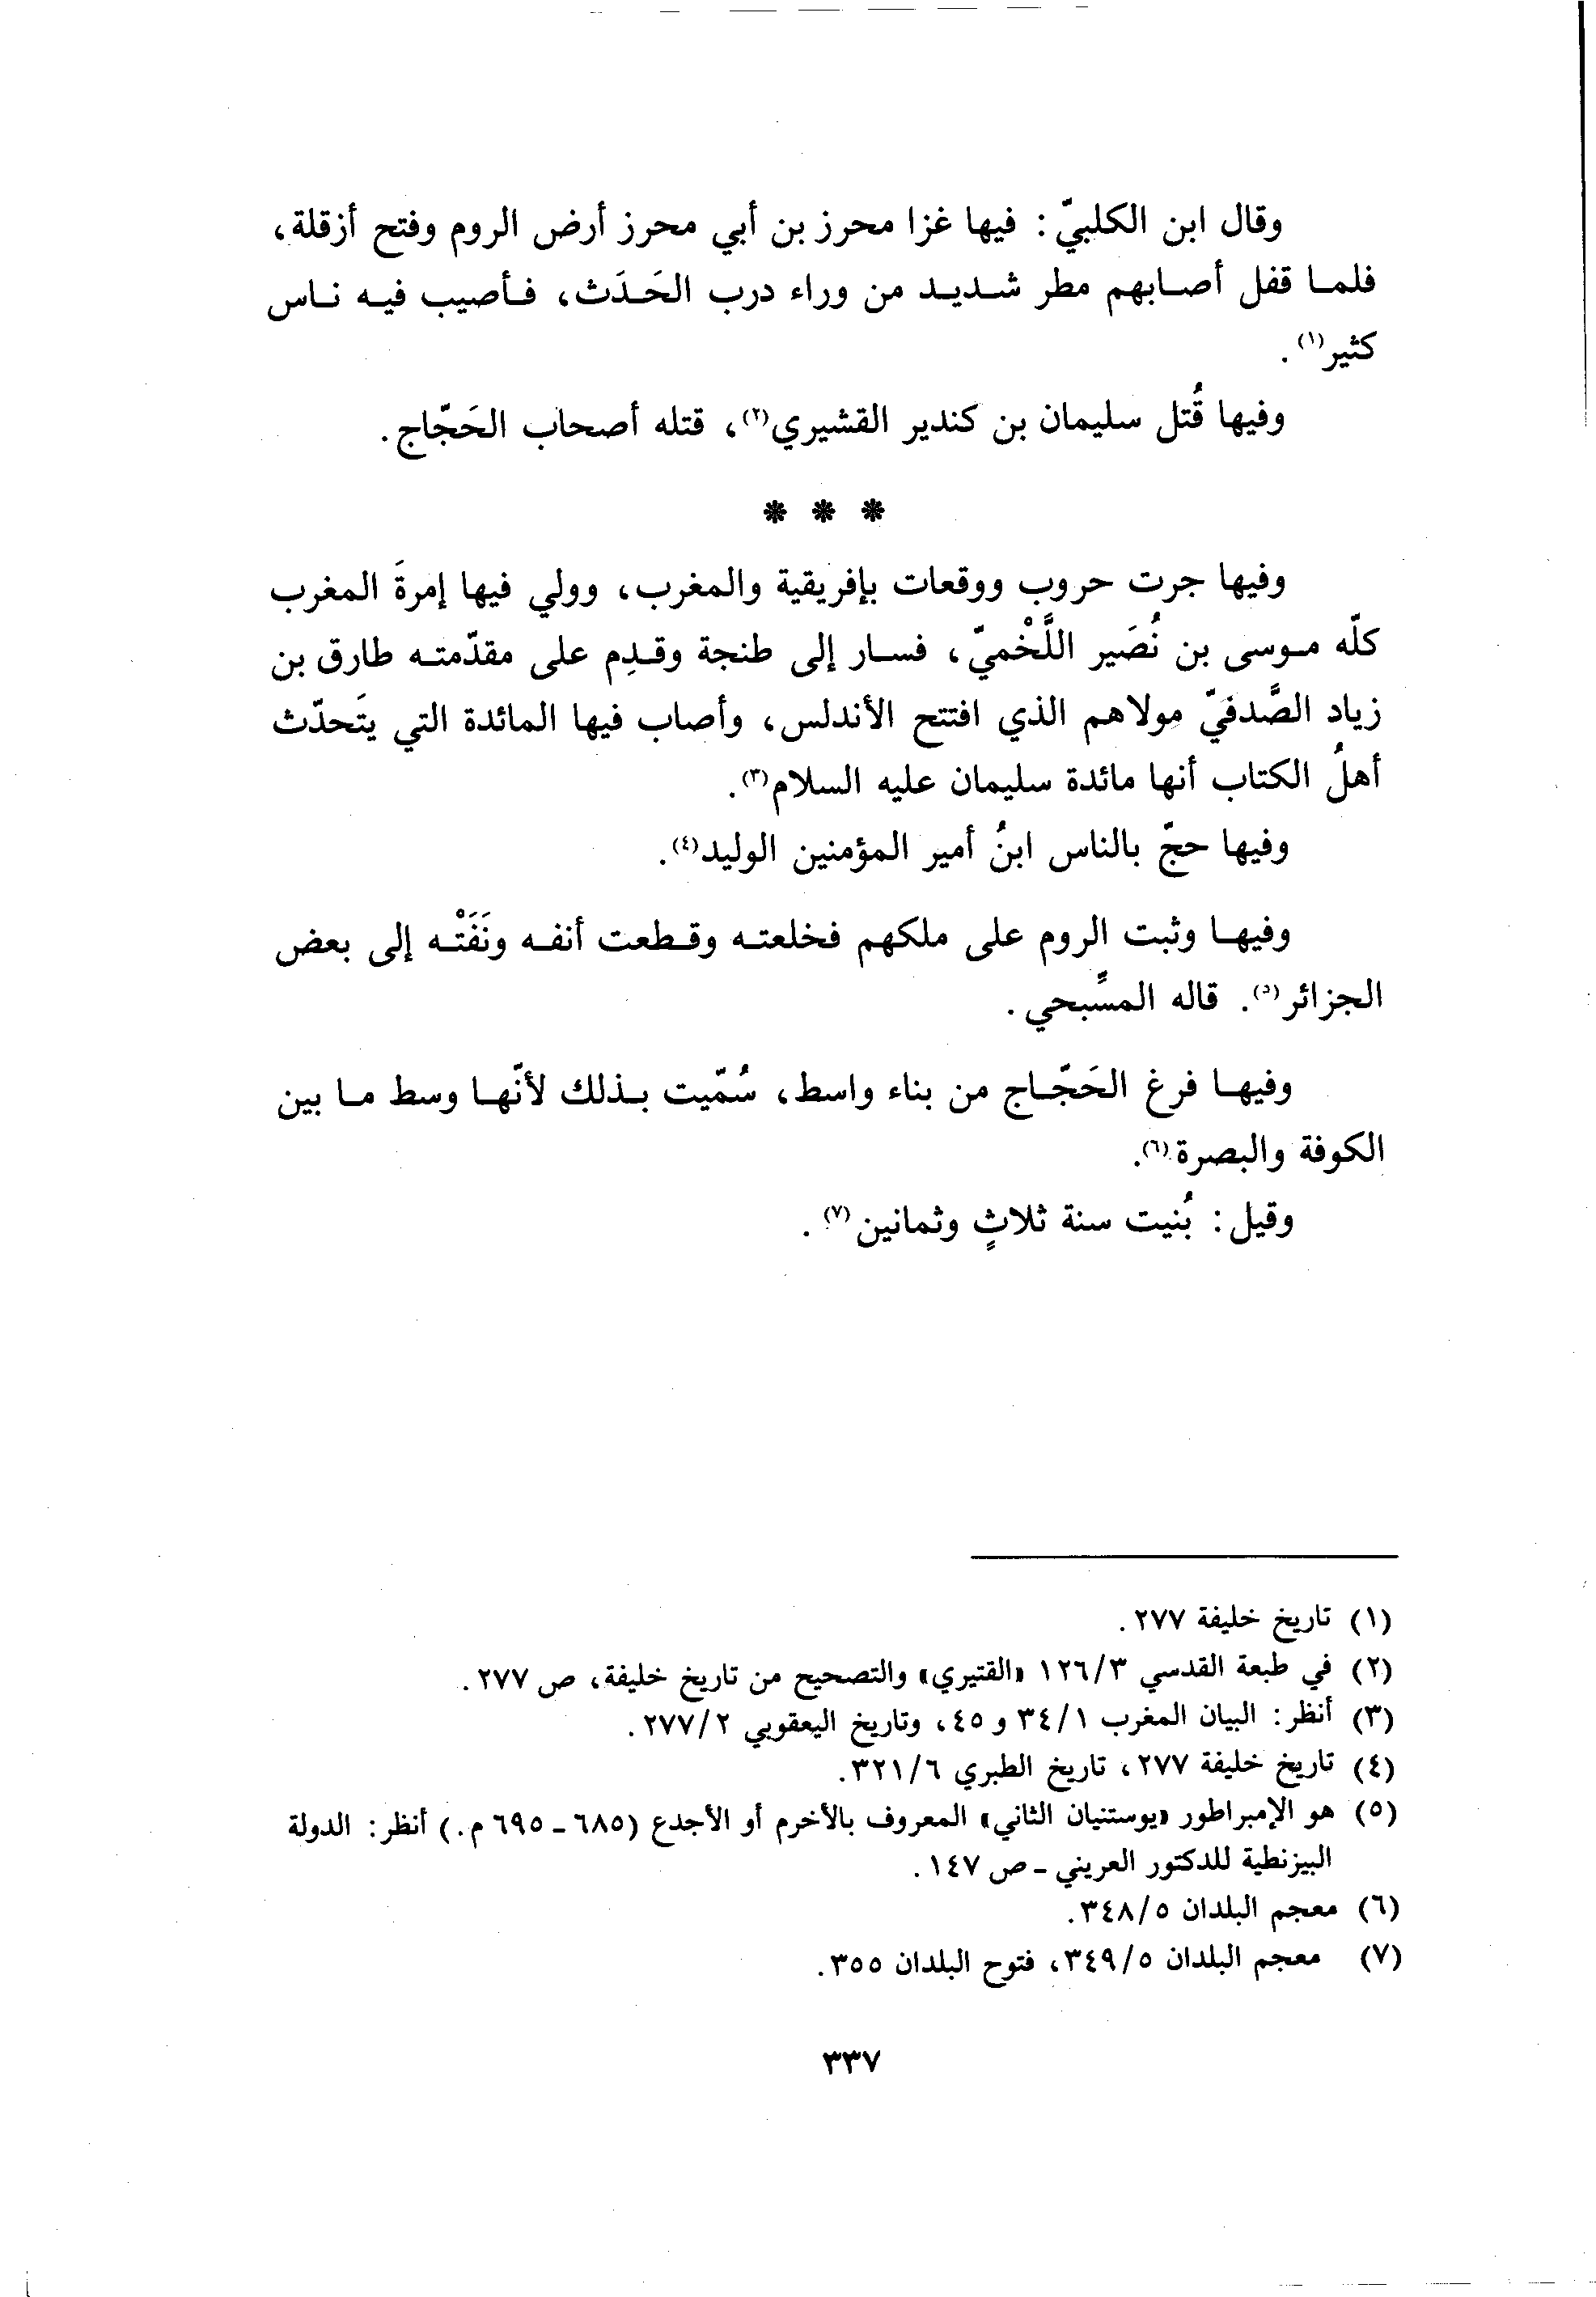 وقال ابن الكلبيّ : فيها غزا محرز بن أبي محرز أرض الروم وفتح أزقلة،
فلما قفل أصابهم مطر شديد من وراء درب الحَدَث، فأصيب فيه ناس
كثير(١) .
وفيها قُتل سليمان بن كندير القشيري(٢)، قتله أصحاب الحَجّاج.
* * *
وفيها جرت حروب ووقعات بإفريقية والمغرب، وولي فيها إمرةَ المغرب
كلّه موسى بن نُصَير اللَّخْميّ، فسار إلى طنجة وقدِم على مقدّمته طارق بن
زياد الصَّدفيّ مولاهم الذي افتتح الأندلس، وأصاب فيها المائدة التي يتَحدّث
أهلُ الكتاب أنها مائدة سليمان عليه السلام(٣).
وفيها حجّ بالناس ابنُ أمير المؤمنين الوليد(٤).
وفيها وثبت الروم على ملكهم فخلعته وقطعت أنفه ونَفَتْه إلى بعض
الجزائر(٥). قاله المسَّبحي.
وفيها فرغ الحَجّاج من بناء واسط، سُمّيت بذلك لأنّها وسط ما بين
الكوفة والبصرة(٦).
وقيل : بُنيت سنة ثلاثٍ وثمانين(٧) .
(١) تاريخ خليفة ٢٧٧.
(٢) في طبعة القدسي ١٢٦/٣ «القتيري» والتصحيح من تاريخ خليفة، ص ٢٧٧.
(٣) أنظر: البيان المغرب ٣٤/١ و ٤٥، وتاريخ اليعقوبي ٢٧٧/٢.
(٤) تاريخ خليفة ٢٧٧، تاريخ الطبري ٣٢١/٦.
(٥) هو الإمبراطور «يوستنيان الثاني» المعروف بالأخرم أو الأجدع (٦٨٥ - ٦٩٥ م.) أنظر: الدولة
البيزنطية للدكتور العريني - ص ١٤٧.
(٦) معجم البلدان ٣٤٨/٥.
(٧) معجم البلدان ٣٤٩/٥، فتوح البلدان ٣٥٥.
٣٣٧